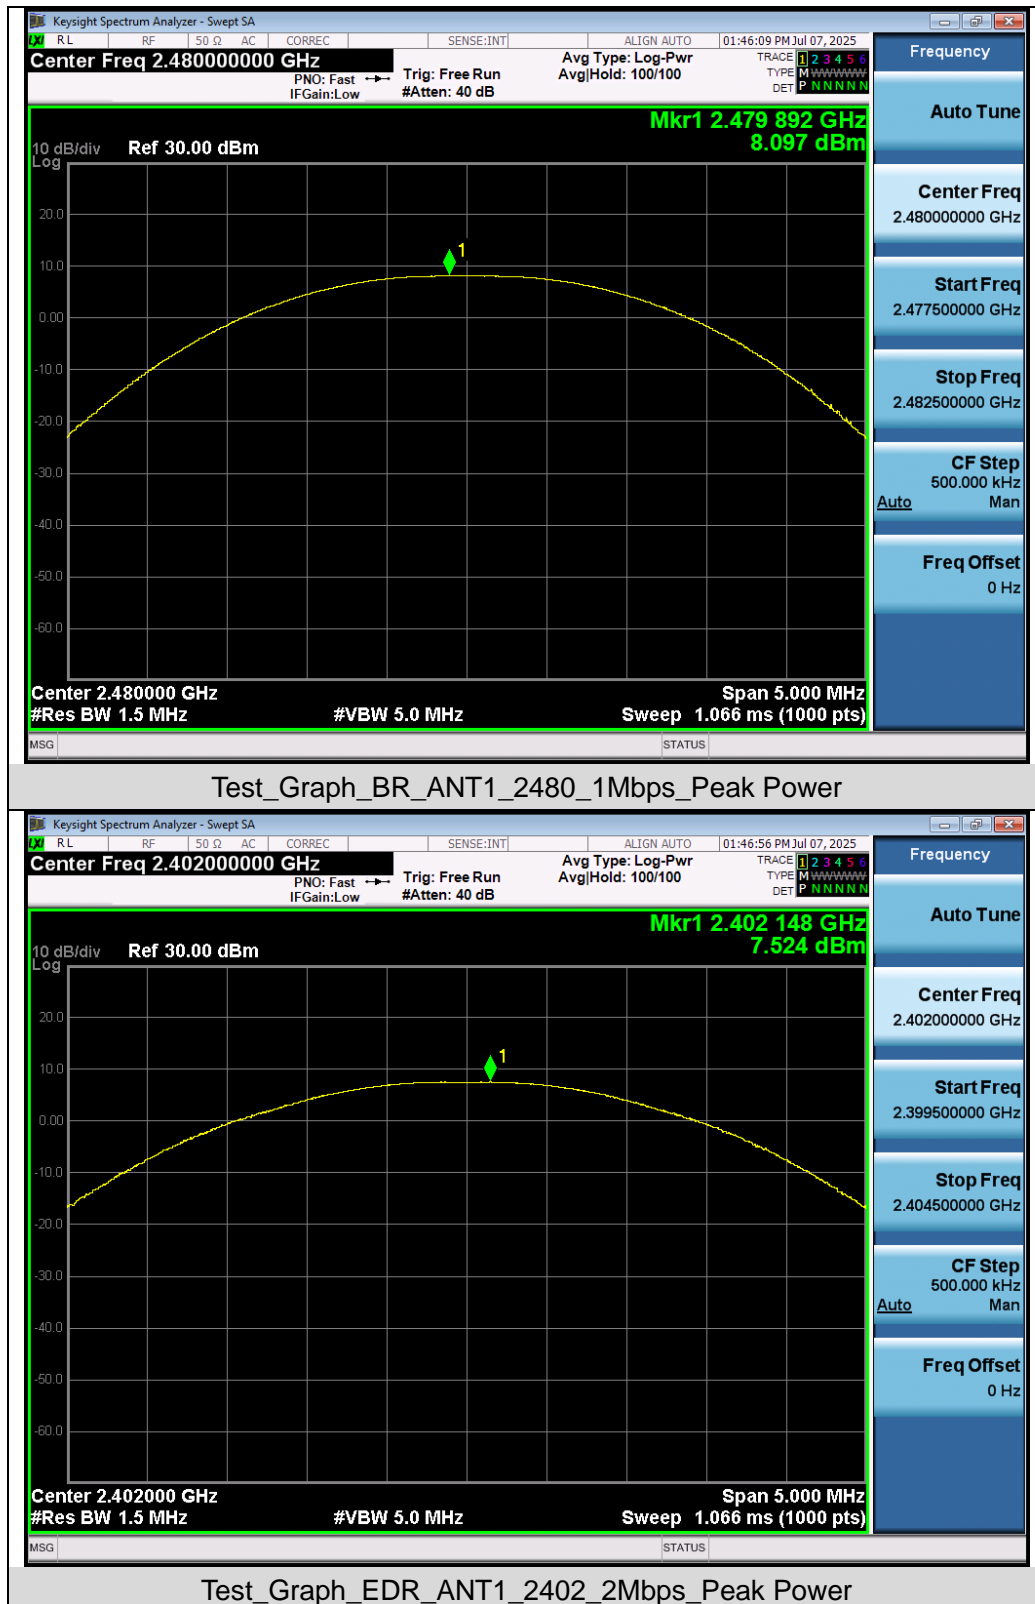 Keysight Spectrum Analyzer - Swept SA
LXI RL RF 50 Ω AC CORREC SENSE:INT ALIGN AUTO 01:46:09 PM Jul 07, 2025
Center Freq 2.480000000 GHz
PNO: Fast
IFGain:Low
Trig: Free Run
#Atten: 40 dB
Avg Type: Log-Pwr
Avg|Hold: 100/100
TRACE 1 2 3 4 5 6
TYPE M WWWWW
DET P N N N N N
Mkr1 2.479 892 GHz
8.097 dBm
10 dB/div Ref 30.00 dBm
Log
1
20.0
10.0
0.00
-10.0
-20.0
-30.0
-40.0
-50.0
-60.0
Center 2.480000 GHz Span 5.000 MHz
#Res BW 1.5 MHz #VBW 5.0 MHz Sweep 1.066 ms (1000 pts)
MSG STATUS
Frequency
Auto Tune
Center Freq
2.480000000 GHz
Start Freq
2.477500000 GHz
Stop Freq
2.482500000 GHz
CF Step
500.000 kHz
Auto Man
Freq Offset
0 Hz
Test_Graph_BR_ANT1_2480_1Mbps_Peak Power
Keysight Spectrum Analyzer - Swept SA
LXI RL RF 50 Ω AC CORREC SENSE:INT ALIGN AUTO 01:46:56 PM Jul 07, 2025
Center Freq 2.402000000 GHz
PNO: Fast
IFGain:Low
Trig: Free Run
#Atten: 40 dB
Avg Type: Log-Pwr
Avg|Hold: 100/100
TRACE 1 2 3 4 5 6
TYPE M WWWWW
DET P N N N N N
Mkr1 2.402 148 GHz
7.524 dBm
10 dB/div Ref 30.00 dBm
Log
1
20.0
10.0
0.00
-10.0
-20.0
-30.0
-40.0
-50.0
-60.0
Center 2.402000 GHz Span 5.000 MHz
#Res BW 1.5 MHz #VBW 5.0 MHz Sweep 1.066 ms (1000 pts)
MSG STATUS
Frequency
Auto Tune
Center Freq
2.402000000 GHz
Start Freq
2.399500000 GHz
Stop Freq
2.404500000 GHz
CF Step
500.000 kHz
Auto Man
Freq Offset
0 Hz
Test_Graph_EDR_ANT1_2402_2Mbps_Peak Power